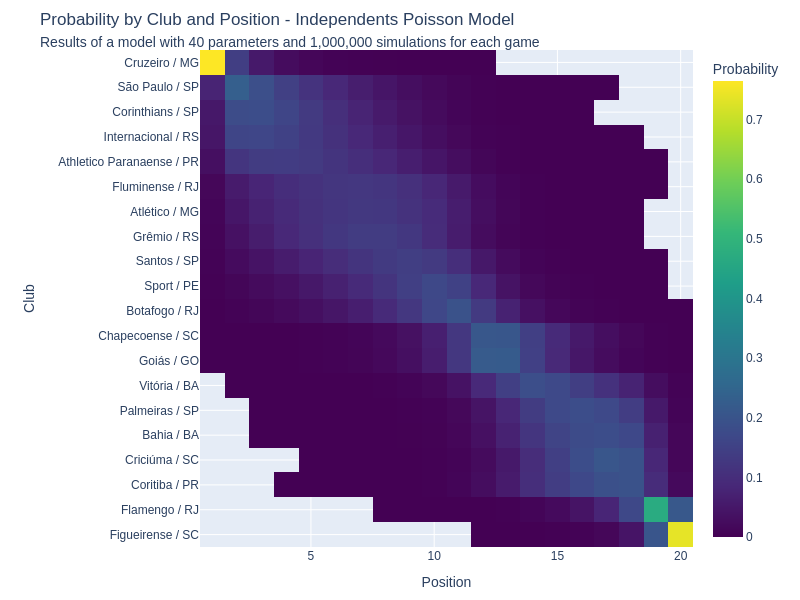 Probability by Club and Position - Independents Poisson Model
Results of a model with 40 parameters and 1,000,000 simulations for each game
Probability
Club
Cruzeiro / MG
São Paulo / SP
Corinthians / SP
Internacional / RS
Athletico Paranaense / PR
Fluminense / RJ
Atlético / MG
Grêmio / RS
Santos / SP
Sport / PE
Botafogo / RJ
Chapecoense / SC
Goiás / GO
Vitória / BA
Palmeiras / SP
Bahia / BA
Criciúma / SC
Coritiba / PR
Flamengo / RJ
Figueirense / SC
0.7
0.6
0.5
0.4
0.3
0.2
0.1
0
5 10 15 20
Position